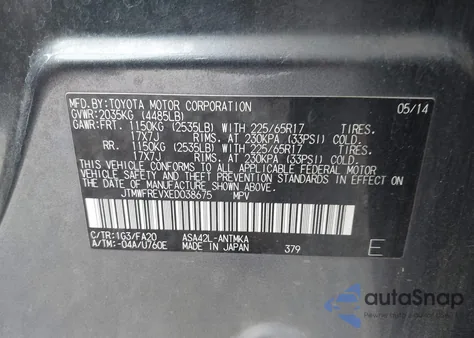 MFD.BY:TOYOTA MOTOR CORPORATION 05/14
GVWR:2035KG (4485LB)
GAWR:FRT. 1150KG (2535LB) WITH 225/65R17 TIRES.
17X7J RIMS. AT 230KPA (33PSI) COLD.
RR. 1150KG (2535LB) WITH 225/65R17 TIRES.
17X7J RIMS. AT 230KPA (33PSI) COLD.
THIS VEHICLE CONFORMS TO ALL APPLICABLE FEDERAL MOTOR
VEHICLE SAFETY, BUMPER, AND THEFT PREVENTION STANDARDS IN
EFFECT ON THE DATE OF MANUFACTURE SHOWN ABOVE.
JTMWFREVXED038675 MPV
C/TR:1G3/FA20 ASA42L-ANTMKA
A/TM:-04A/U760E MADE IN JAPAN 379 E
autoSnap